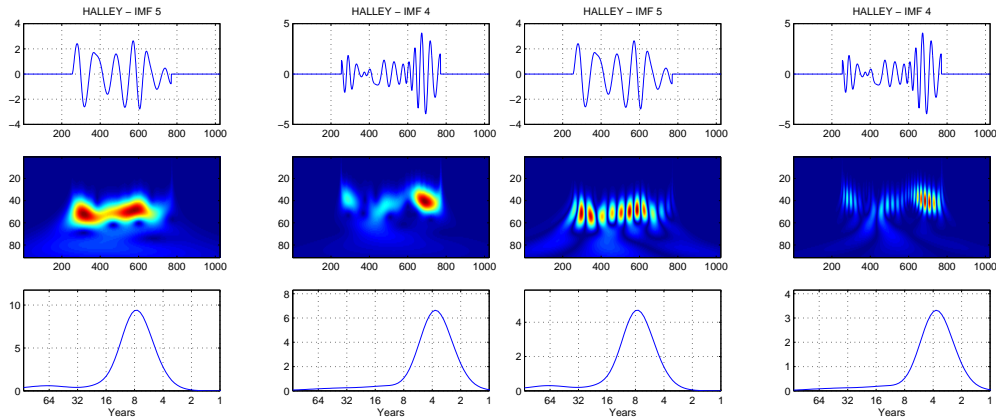 HALLEY – IMF 5 HALLEY – IMF 4 HALLEY – IMF 5 HALLEY – IMF 4
4 5 4 5
2 2
0 0 0 0
−2 −2
−4 −5 −4 −5
200 400 600 800 1000 200 400 600 800 1000 200 400 600 800 1000 200 400 600 800 1000
20 20 20 20
40 40 40 40
60 60 60 60
80 80 80 80
200 400 600 800 1000 200 400 600 800 1000 200 400 600 800 1000 200 400 600 800 1000
10 8 4 4
6 3
5 4 2 2
2 1
0 0 0 0
64 32 16 8 4 2 1 64 32 16 8 4 2 1 64 32 16 8 4 2 1 64 32 16 8 4 2 1
Years Years Years Years